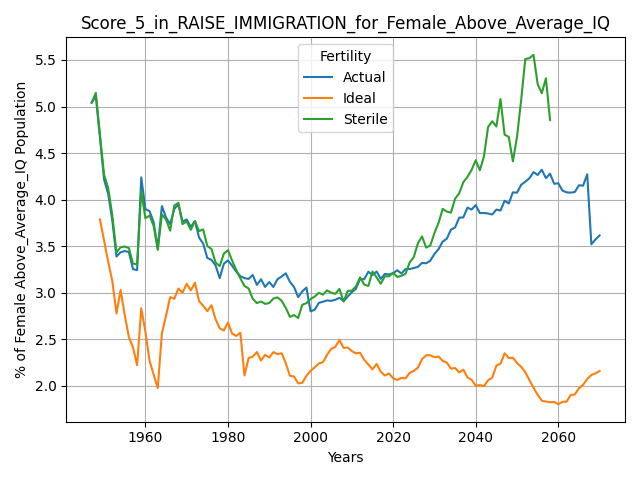 Score_5_in_RAISE_IMMIGRATION_for_Female_Above_Average_IQ
Fertility
Actual
Ideal
Sterile
% of Female Above_Average_IQ Population
5.5
5.0
4.5
4.0
3.5
3.0
2.5
2.0
1960 1980 2000 2020 2040 2060
Years